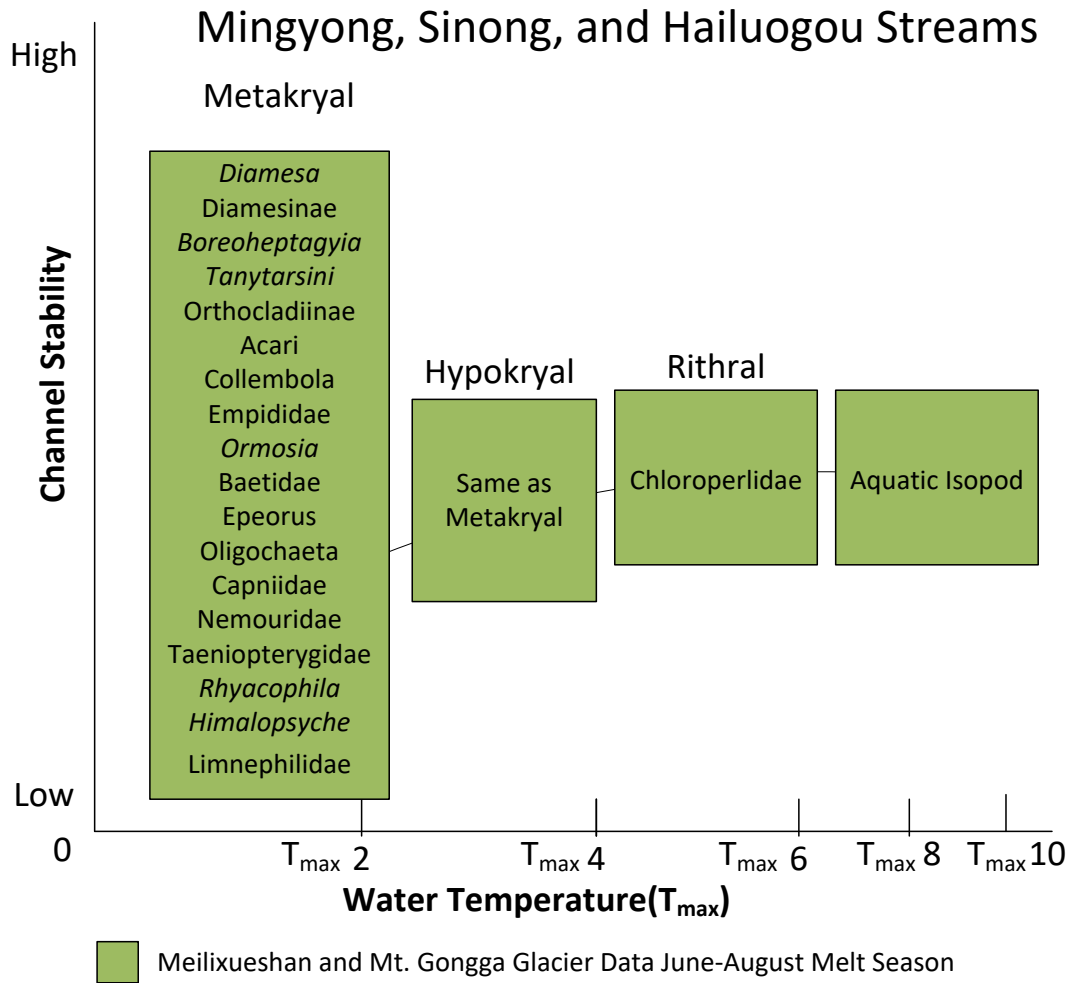 Mingyong, Sinong, and Hailuogou Streams
High
Metakryal
Diamesa
Diamesinae
Boreoheptagyia
Tanytarsini
Orthocladiinae
Acari
Collembola
Empididae
Ormosia
Baetidae
Epeorus
Oligochaeta
Capniidae
Nemouridae
Taeniopterygidae
Rhyacophila
Himalopsyche
Limnephilidae
Channel Stability
Hypokryal
Same as
Metakryal
Rithral
Chloroperlidae
Aquatic Isopod
Low
0
Tmax 2
Tmax 4
Tmax 6
Tmax 8
Tmax 10
Water Temperature(Tmax)
Meilixueshan and Mt. Gongga Glacier Data June-August Melt Season